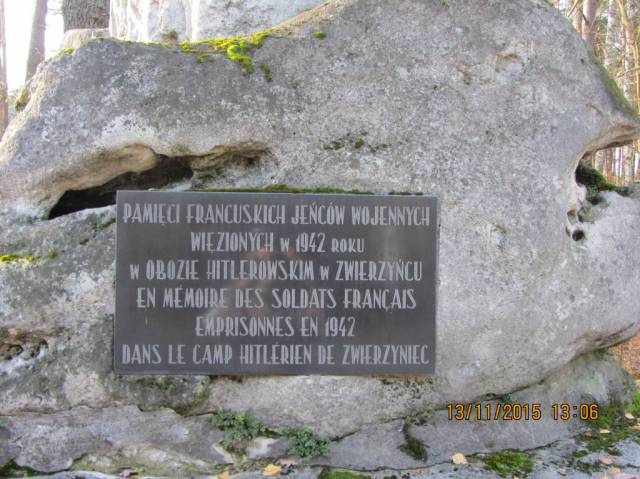 PAMIĘCI FRANCUSKICH JEŃCÓW WOJENNYCH
WIĘZIONYCH W 1942 ROKU
W OBOZIE HITLEROWSKIM W ZWIERZYŃCU
EN MÉMOIRE DES SOLDATS FRANÇAIS
EMPRISONNES EN 1942
DANS LE CAMP HITLÉRIEN DE ZWIERZYNIEC
13/11/2015 13:06